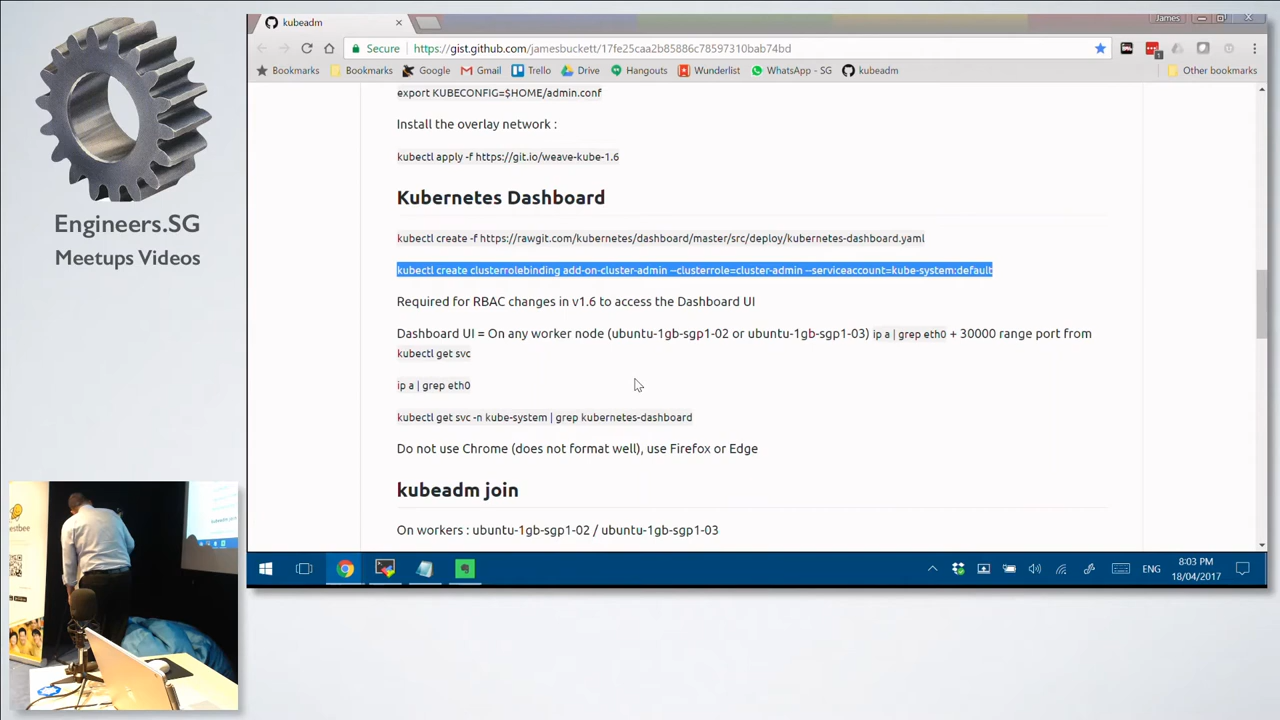 Engineers.SG
Meetups Videos
kubeadm
James
Secure
https://gist.github.com/jamesbuckett/17fe25caa2b85886c78597310bab74bd
Bookmarks
Bookmarks
Google
Gmail
Trello
Drive
Hangouts
Wunderlist
WhatsApp - SG
kubeadm
Other bookmarks
export KUBECONFIG=$HOME/admin.conf
Install the overlay network :
kubectl apply -f https://git.io/weave-kube-1.6
Kubernetes Dashboard
kubectl create -f https://rawgit.com/kubernetes/dashboard/master/src/deploy/kubernetes-dashboard.yaml
kubectl create clusterrolebinding add-on-cluster-admin --clusterrole=cluster-admin --serviceaccount=kube-system:default
Required for RBAC changes in v1.6 to access the Dashboard UI
Dashboard UI = On any worker node (ubuntu-1gb-sgp1-02 or ubuntu-1gb-sgp1-03) ip a | grep eth0 + 30000 range port from
kubectl get svc
ip a | grep eth0
kubectl get svc -n kube-system | grep kubernetes-dashboard
Do not use Chrome (does not format well), use Firefox or Edge
kubeadm join
On workers : ubuntu-1gb-sgp1-02 / ubuntu-1gb-sgp1-03
ENG
8:03 PM
18/04/2017